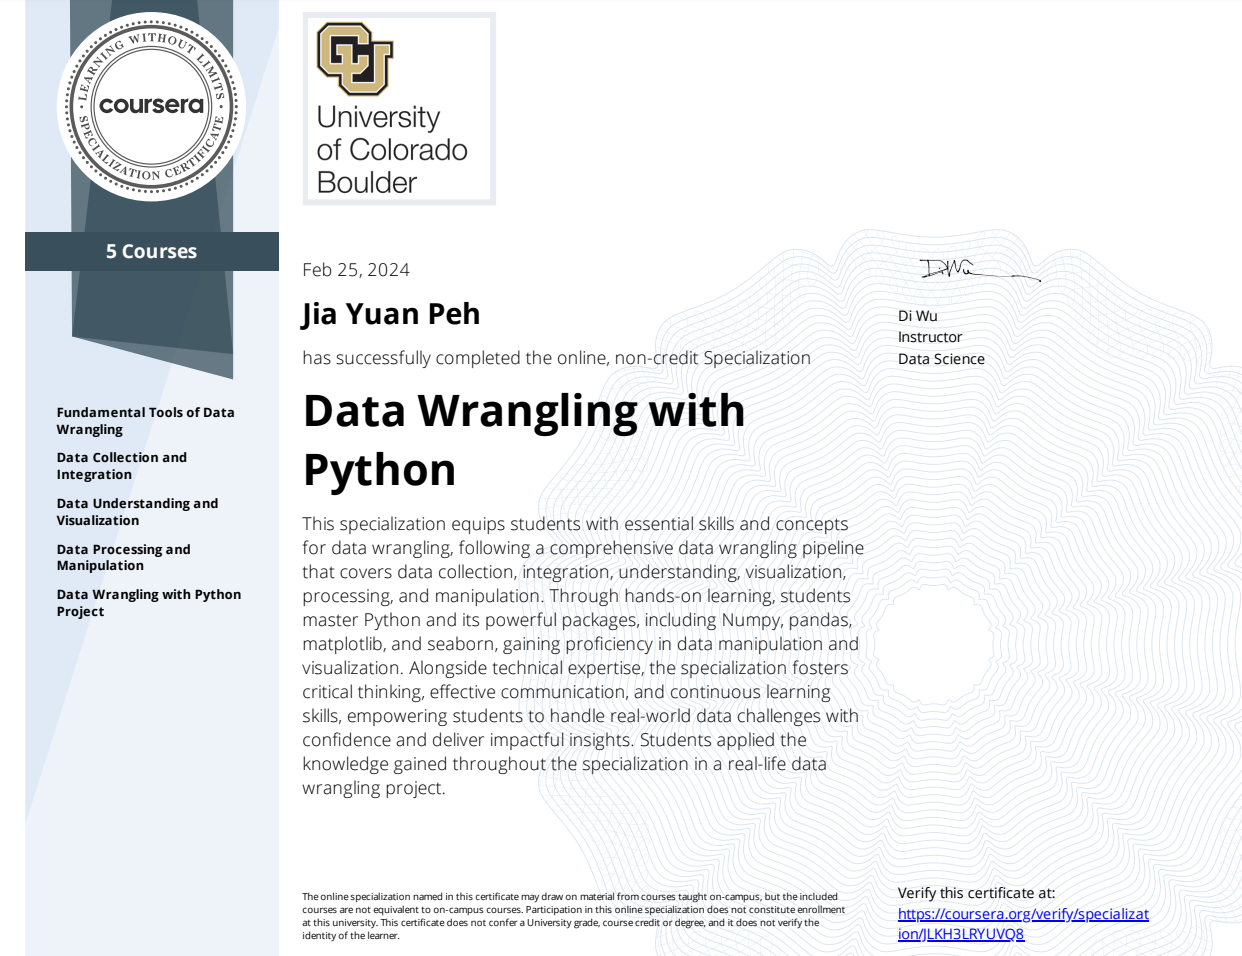 LEARNING WITHOUT LIMITS
coursera
SPECIALIZATION CERTIFICATE
5 Courses
Fundamental Tools of Data
Wrangling
Data Collection and
Integration
Data Understanding and
Visualization
Data Processing and
Manipulation
Data Wrangling with Python
Project
CU
University
of Colorado
Boulder
Feb 25, 2024
Jia Yuan Peh
has successfully completed the online, non-credit Specialization
Data Wrangling with
Python
This specialization equips students with essential skills and concepts
for data wrangling, following a comprehensive data wrangling pipeline
that covers data collection, integration, understanding, visualization,
processing, and manipulation. Through hands-on learning, students
master Python and its powerful packages, including Numpy, pandas,
matplotlib, and seaborn, gaining proficiency in data manipulation and
visualization. Alongside technical expertise, the specialization fosters
critical thinking, effective communication, and continuous learning
skills, empowering students to handle real-world data challenges with
confidence and deliver impactful insights. Students applied the
knowledge gained throughout the specialization in a real-life data
wrangling project.
Di Wu
Di Wu
Instructor
Data Science
The online specialization named in this certificate may draw on material from courses taught on-campus, but the included
courses are not equivalent to on-campus courses. Participation in this online specialization does not constitute enrollment
at this university. This certificate does not confer a University grade, course credit or degree, and it does not verify the
identity of the learner.
Verify this certificate at:
https://coursera.org/verify/specializat
ion/JLKH3LRYUVQ8